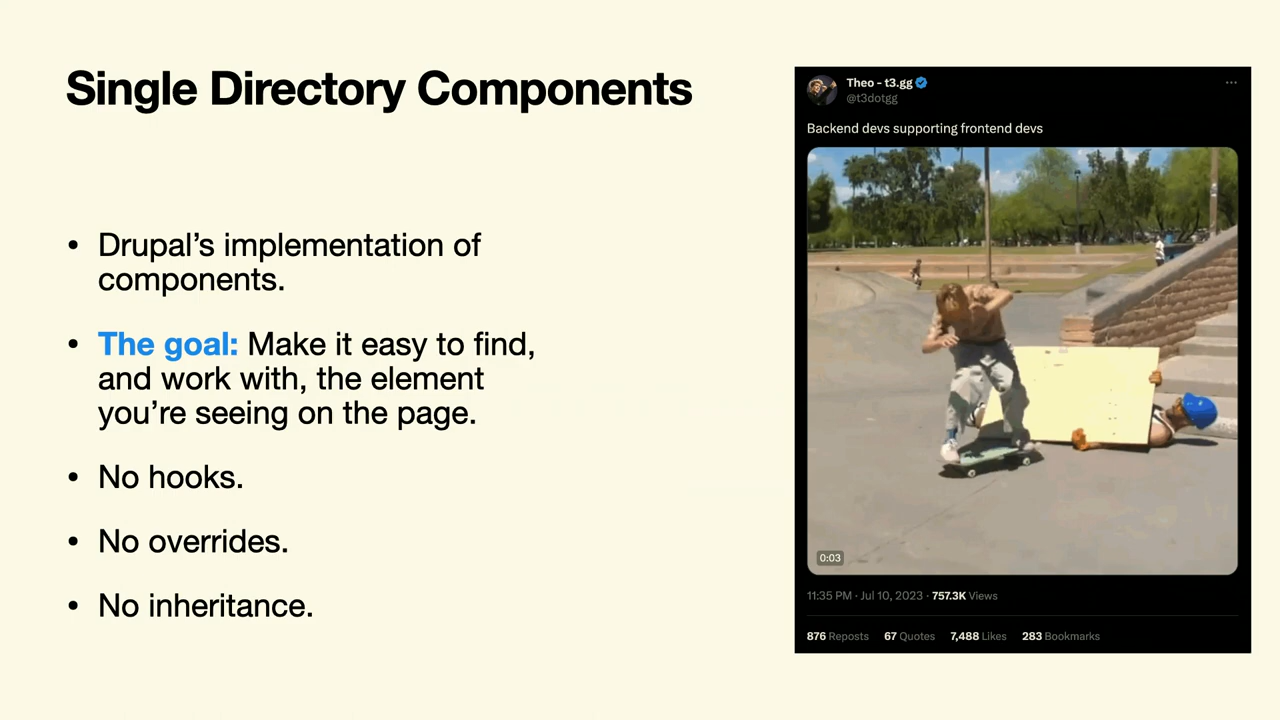 Single Directory Components
• Drupal’s implementation of
components.
• The goal: Make it easy to find,
and work with, the element
you’re seeing on the page.
• No hooks.
• No overrides.
• No inheritance.
Theo - t3.gg
@t3dotgg
Backend devs supporting frontend devs
0:03
11:35 PM · Jul 10, 2023 · 757.3K Views
876 Reposts 67 Quotes 7,488 Likes 283 Bookmarks